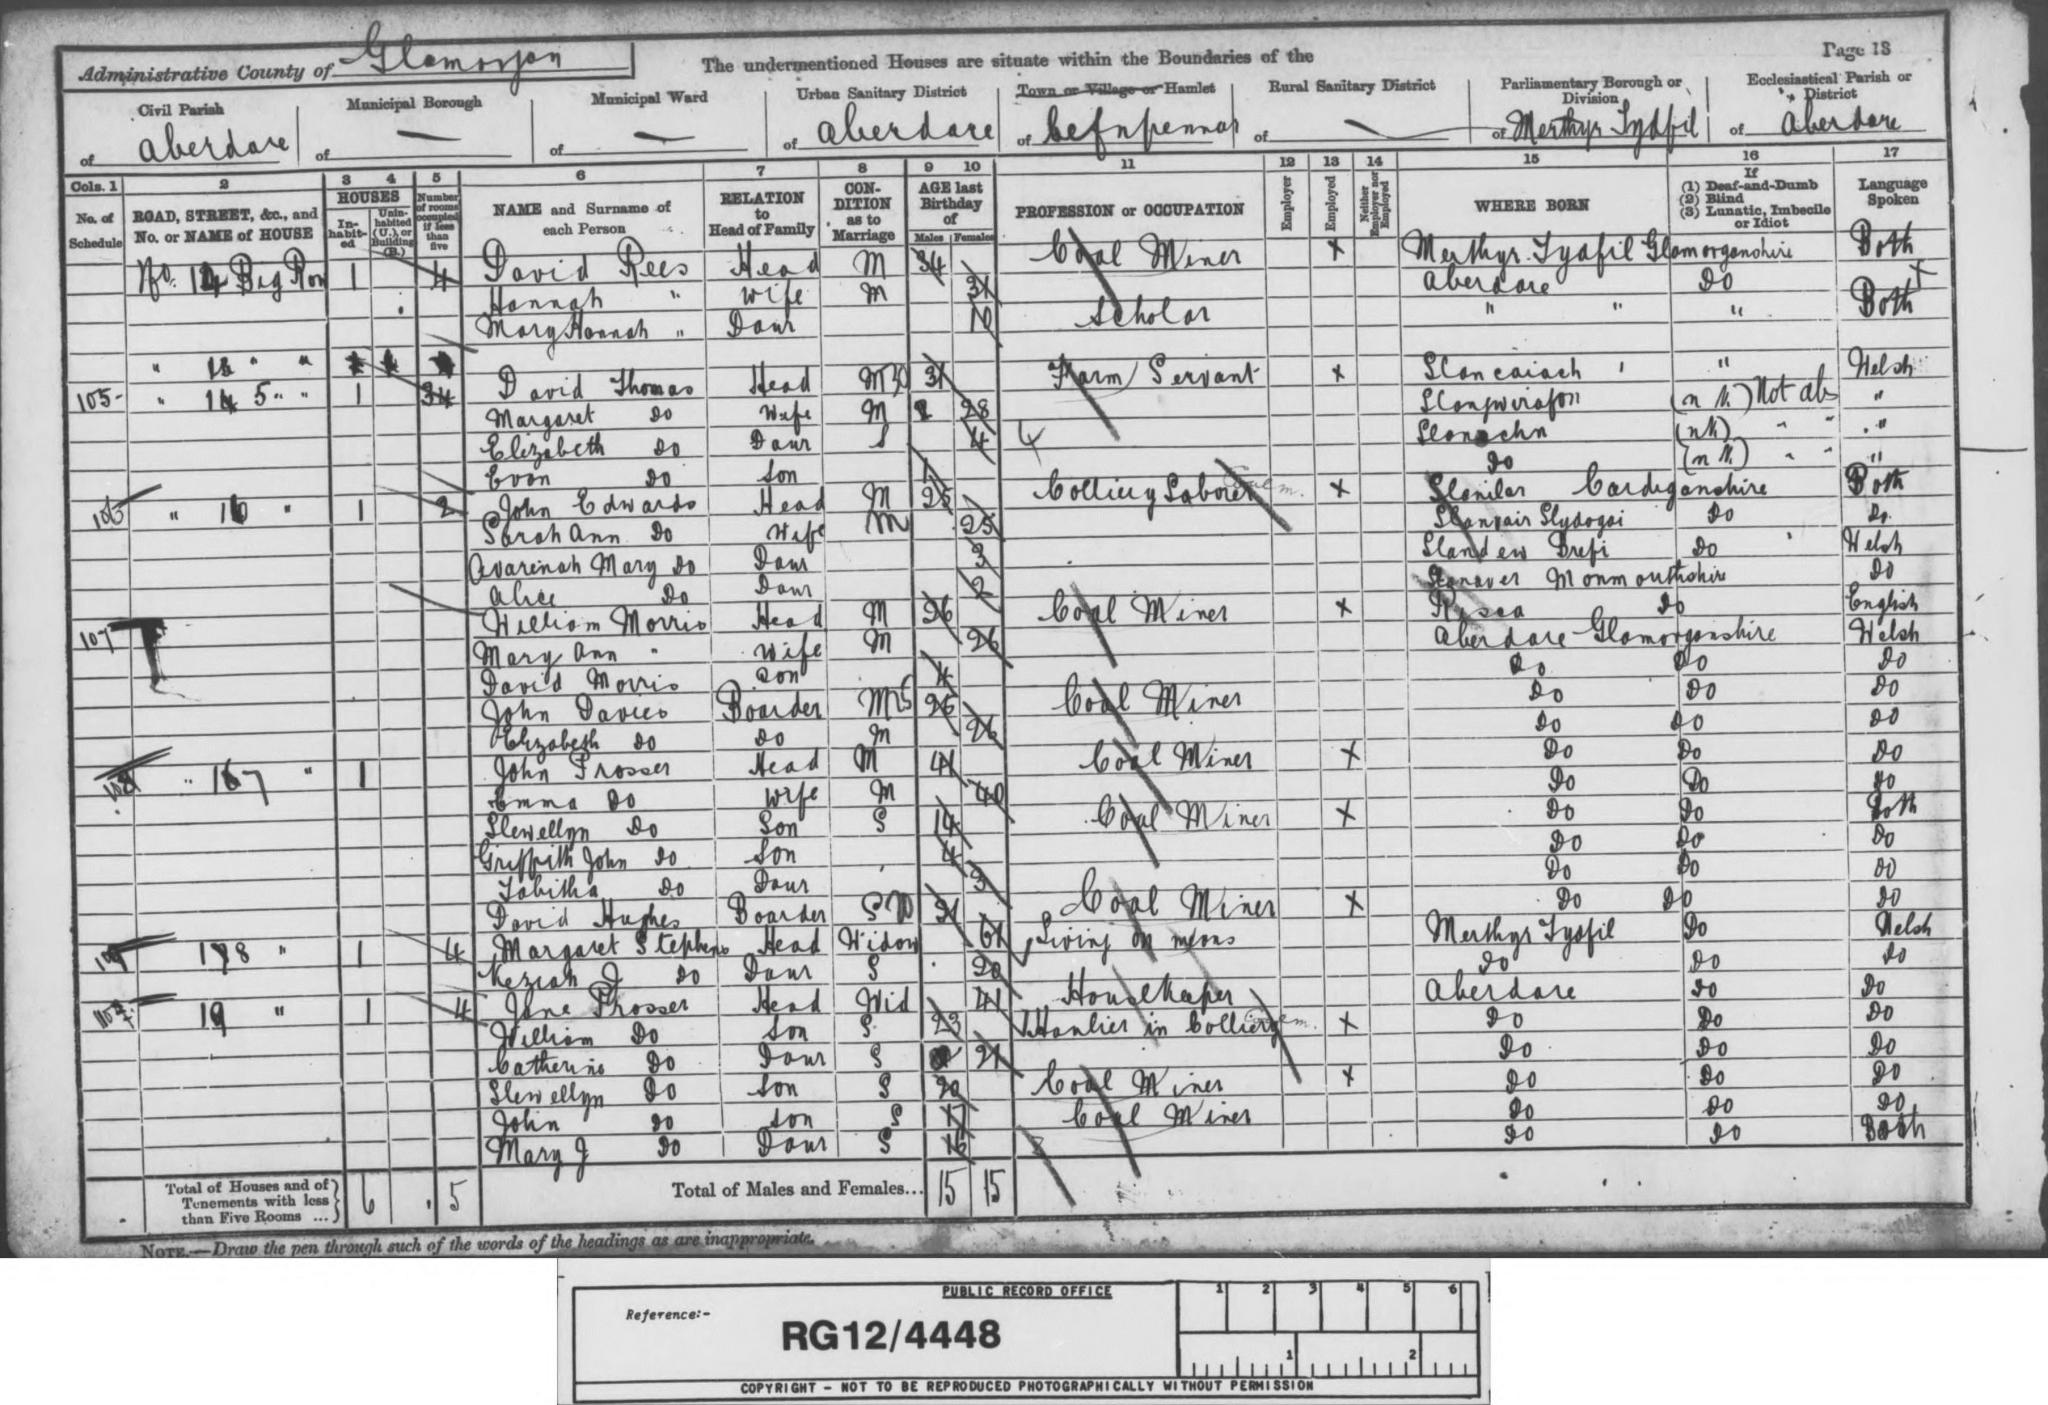 Administrative County of Glamorgan
The undermentioned Houses are situate within the Boundaries of the
Page 18
Civil Parish of Aberdare
Municipal Borough of —
Municipal Ward of —
Urban Sanitary District of Aberdare
Town or Village or Hamlet of Cefnpennar
Rural Sanitary District of —
Parliamentary Borough or Division of Merthyr Tydfil
Ecclesiastical Parish or District of Aberdare
Cols. 1 2 3 4 5 6 7 8 9 10 11 12 13 14 15 16 17
No. of Schedule
ROAD, STREET, &c., and No. or NAME of HOUSE
HOUSES
In-habit-ed
Unin-habited (U.), or Building (B.)
Number of rooms occupied if less than five
NAME and Surname of each Person
RELATION to Head of Family
CON-DITION as to Marriage
AGE last Birthday of
Males Females
PROFESSION or OCCUPATION
Employer
Employed
Neither Employer nor Employed
WHERE BORN
If (1) Deaf-and-Dumb (2) Blind (3) Lunatic, Imbecile or Idiot
Language Spoken
No. Big Row 1 4 David Rees Head M 34 Coal Miner X Merthyr Tydfil Glamorganshire Both
Hannah " Wife M 31 Aberdare Do
Mary Hannah " Daur 10 Scholar " " " Both
" " "
105 " 5 " " 1 David Thomas Head M 31 Farm Servant X " Welsh
Margaret Do Wife M 28 (n K) Not "
Elizabeth Do Daur S 4 (n K) " " "
Evan Do Son 1 Do (n K) " " "
106 " 16 " 1 2 John Edwards Head M 25 Colliery Laborer X Llanilar Cardiganshire Both
Sarah Ann Do Wife M 25 Do Do
Mary Do Daur 3 Do Welsh
Alice Do Daur 2 Llanover Monmouthshire Do
107 William Morris Head M 26 Coal Miner X Risca Do English
Mary Ann " Wife M 26 Aberdare Glamorganshire Welsh
David Morris Son 4 Do Do Do
John Davies Boarder M 26 Coal Miner Do Do Do
Elizabeth Do Do M 26 Do Do Do
108 " 17 " 1 John Prosser Head M 41 Coal Miner X Do Do Do
Emma Do Wife M 40 Do Do Do
Llewellyn Do Son S 14 Coal Miner X Do Do Both
Griffith John Do Son 4 Do Do Do
Tabitha Do Daur 3 Do Do Do
David Hughes Boarder S 31 Coal Miner X Do Do Do
109 18 " 1 4 Margaret Stephens Head Widow 61 Living on means Merthyr Tydfil Do Welsh
Keziah J Do Daur S 20 Do Do Do
19 " 1 4 Jane Prosser Head Wid 41 Housekeeper Aberdare Do Do
William Do Son S 23 Haulier in Colliery X Do Do Do
Catherine Do Daur S 21 Do Do Do
Llewellyn Do Son S 20 Coal Miner X Do Do Do
John Do Son S 17 Coal Miner Do Do Do
Mary J Do Daur S 16 Do Do Both
Total of Houses and of Tenements with less than Five Rooms ... 6 5
Total of Males and Females... 15 15
NOTE.—Draw the pen through such of the words of the headings as are inappropriate.
PUBLIC RECORD OFFICE
1 2 3 4 5 6
Reference:-
RG12/4448
1 2
COPYRIGHT - NOT TO BE REPRODUCED PHOTOGRAPHICALLY WITHOUT PERMISSION